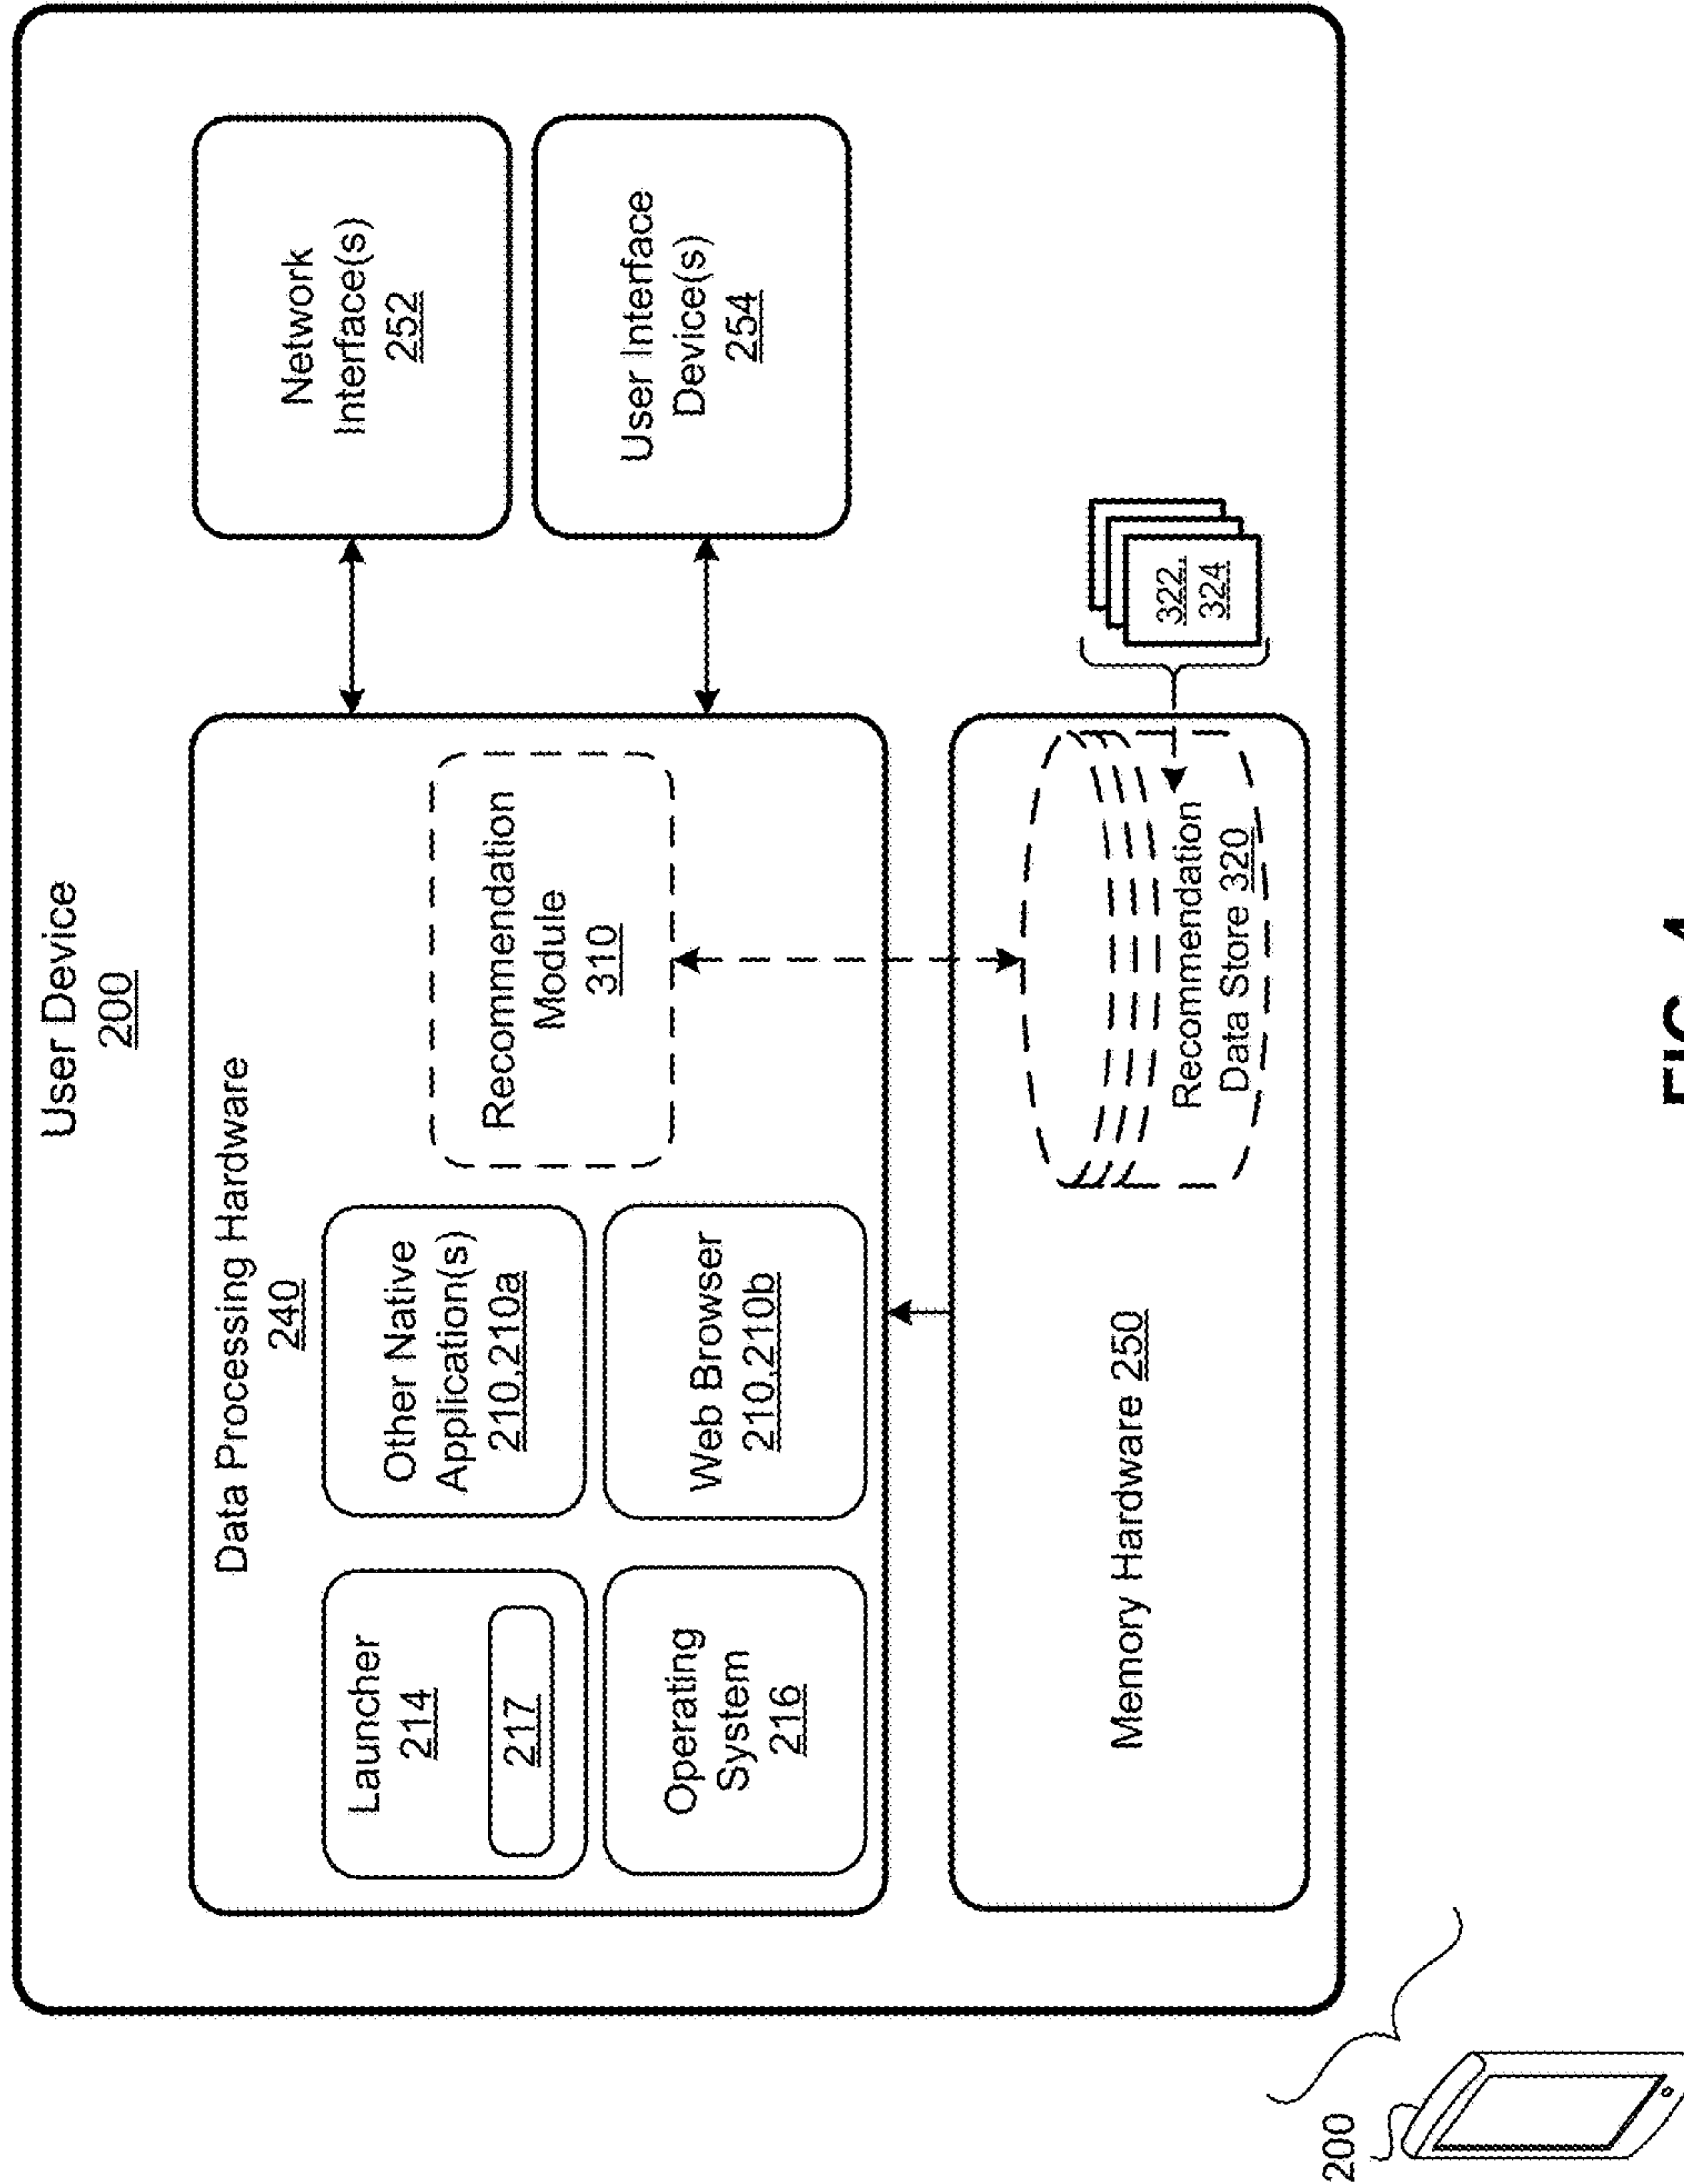 User Device
200
Data Processing Hardware
240
Launcher
214
217
Other Native
Application(s)
210,210a
Operating
System
216
Web Browser
210,210b
Recommendation
Module
310
Network
Interface(s)
252
User Interface
Device(s)
254
Memory Hardware 250
Recommendation
Data Store 320
322,
324
200